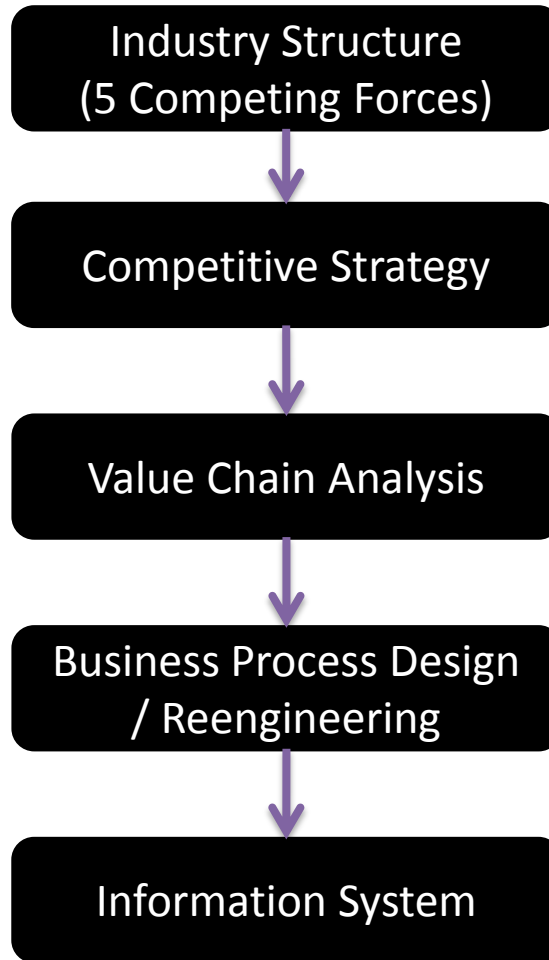 Industry Structure
(5 Competing Forces)
Competitive Strategy
Value Chain Analysis
Business Process Design
/ Reengineering
Information System